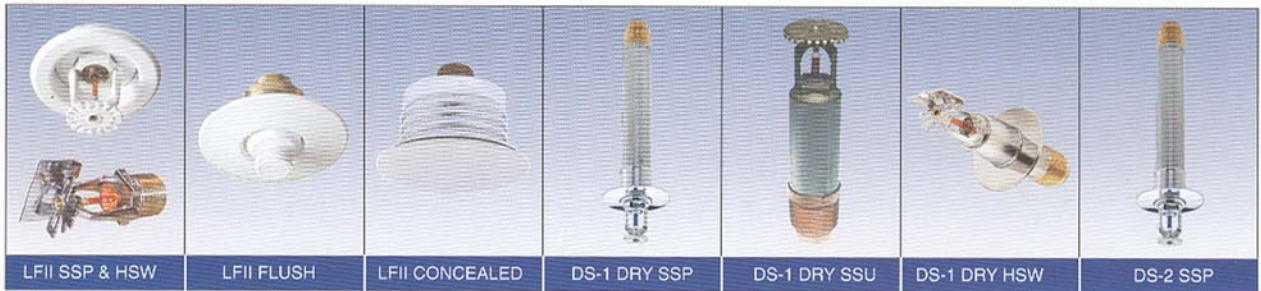 LFII SSP & HSW
LFII FLUSH
LFII CONCEALED
DS-1 DRY SSP
DS-1 DRY SSU
DS-1 DRY HSW
DS-2 SSP